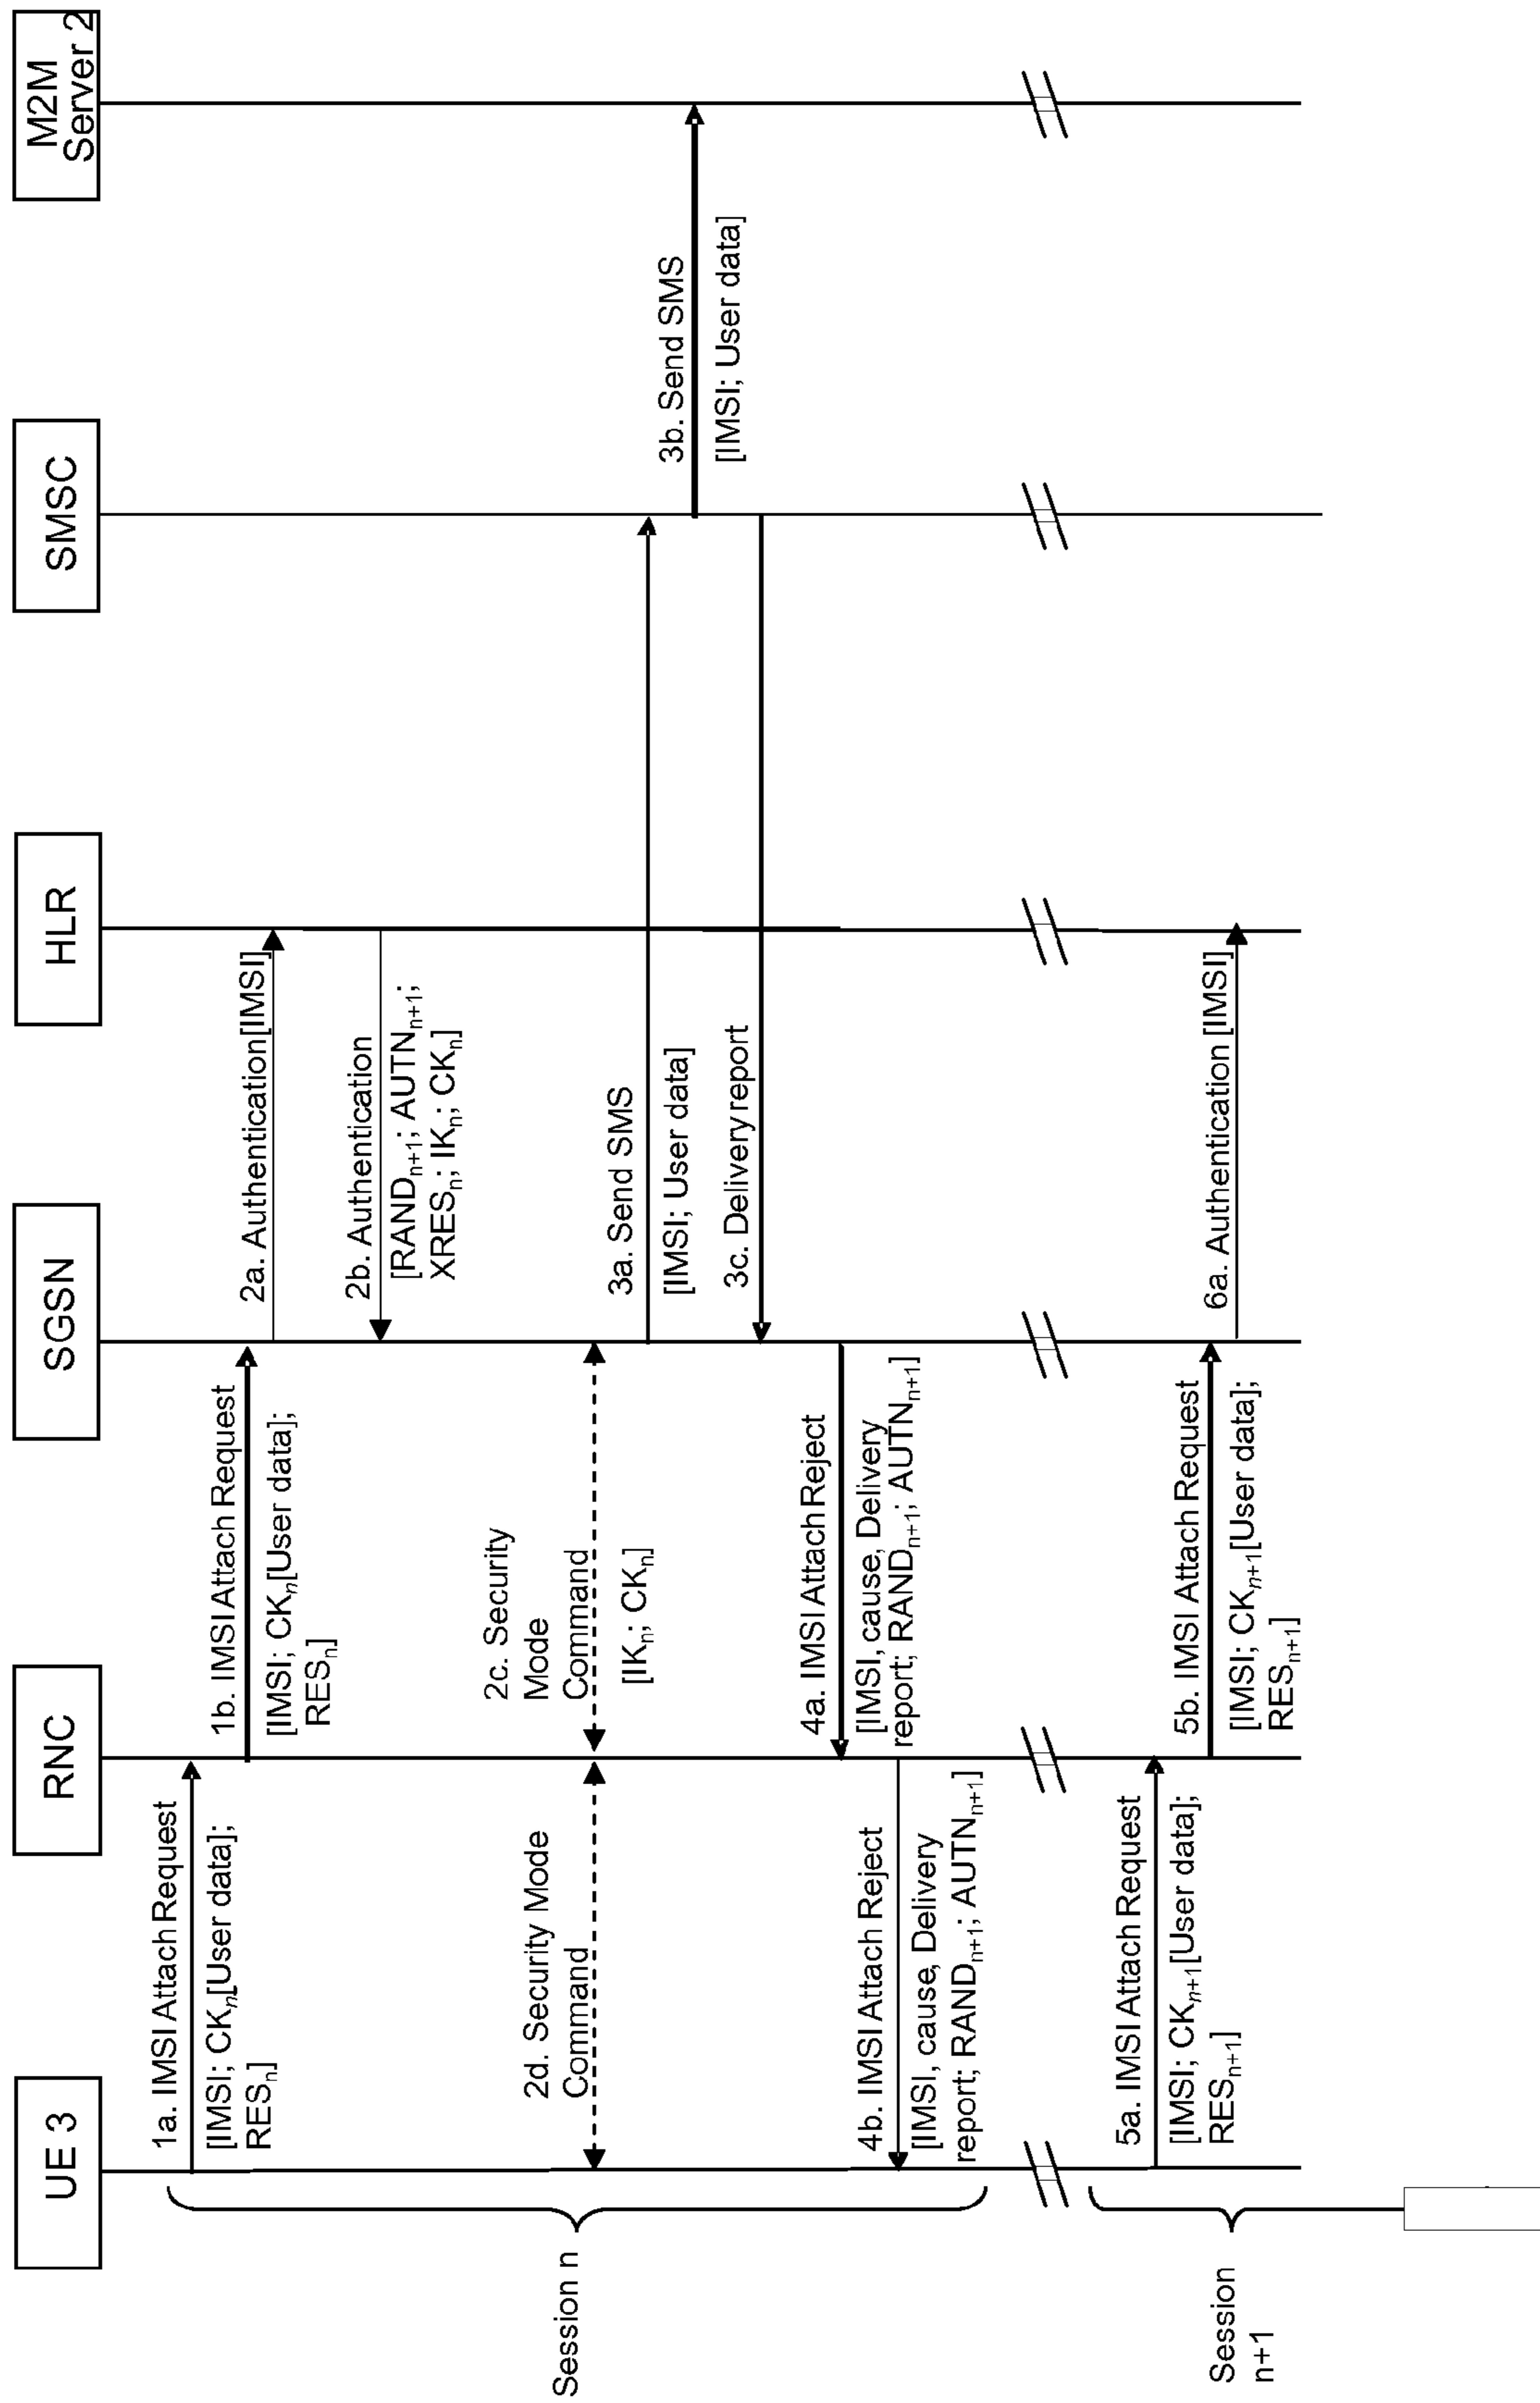 UE 3
RNC
SGSN
HLR
SMSC
M2M
Server 2
1a. IMSI Attach Request
[IMSI; CKn[User data];
RESn]
1b. IMSI Attach Request
[IMSI; CKn[User data];
RESn]
2a. Authentication[IMSI]
2b. Authentication
[RANDn+1; AUTNn+1;
XRESn; IKn; CKn]
2c. Security
Mode
Command
[IKn; CKn]
2d. Security Mode
Command
3a. Send SMS
[IMSI; User data]
3b. Send SMS
[IMSI; User data]
3c. Delivery report
4a. IMSI Attach Reject
[IMSI, cause, Delivery
report; RANDn+1; AUTNn+1]
4b. IMSI Attach Reject
[IMSI, cause, Delivery
report; RANDn+1; AUTNn+1]
Session n
5a. IMSI Attach Request
[IMSI; CKn+1[User data];
RESn+1]
5b. IMSI Attach Request
[IMSI; CKn+1[User data];
RESn+1]
6a. Authentication [IMSI]
Session
n+1